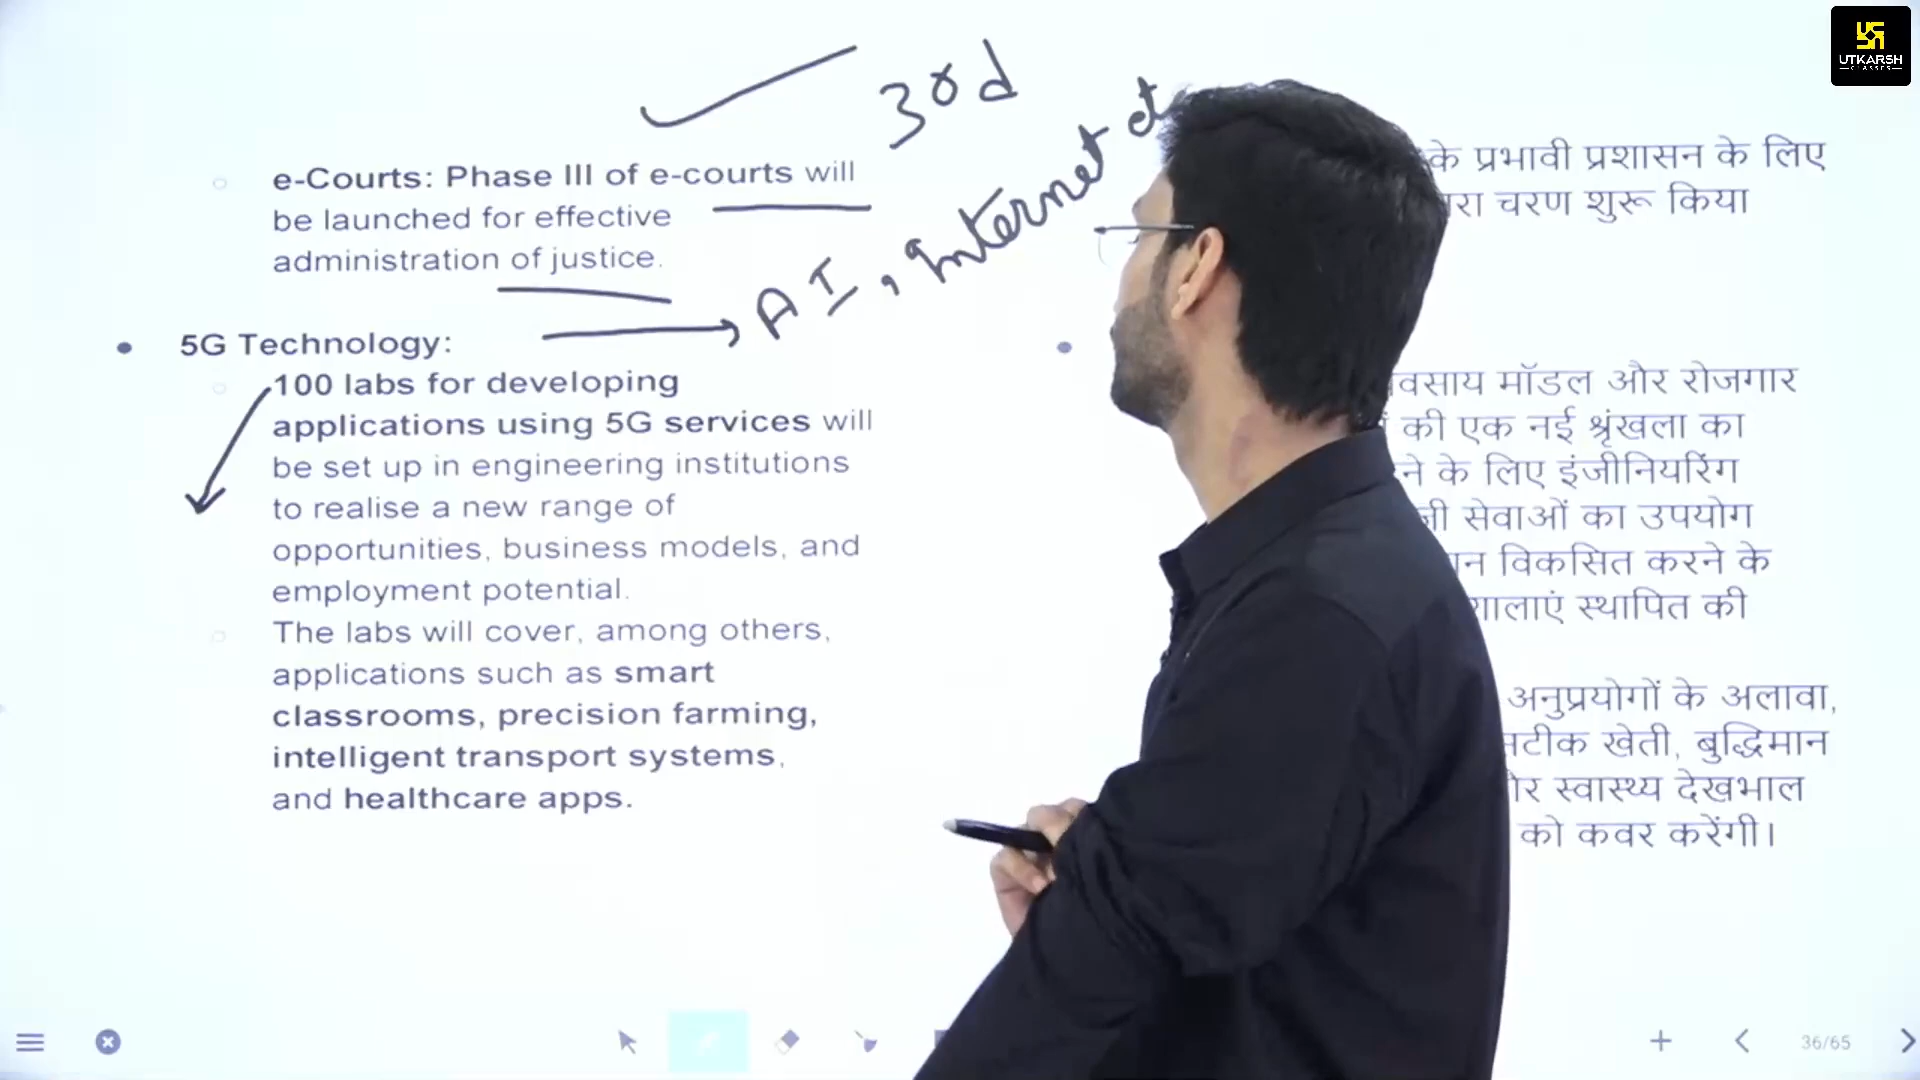 UTKARSH
CLASSES
3rd
e-Courts: Phase III of e-courts will
be launched for effective
administration of justice.
AI, Internet
5G Technology:
100 labs for developing
applications using 5G services will
be set up in engineering institutions
to realise a new range of
opportunities, business models, and
employment potential.
The labs will cover, among others,
applications such as smart
classrooms, precision farming,
intelligent transport systems,
and healthcare apps.
के प्रभावी प्रशासन के लिए
चरण शुरू किया
मॉडल और रोजगार
की एक नई श्रृंखला का
के लिए इंजीनियरिंग
सेवाओं का उपयोग
विकसित करने के
स्थापित की
अनुप्रयोगों के अलावा,
खेती, बुद्धिमान
स्वास्थ्य देखभाल
को कवर करेंगी।
36/65